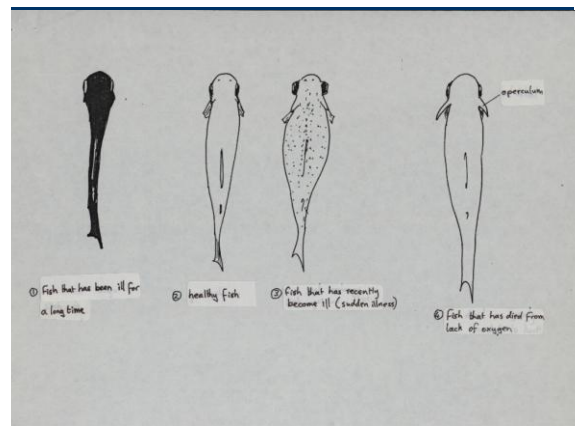 operculum
① Fish that has been ill for
a long time
② healthy fish
③ fish that has recently
become ill (sudden illness)
④ Fish that has died from
lack of oxygen